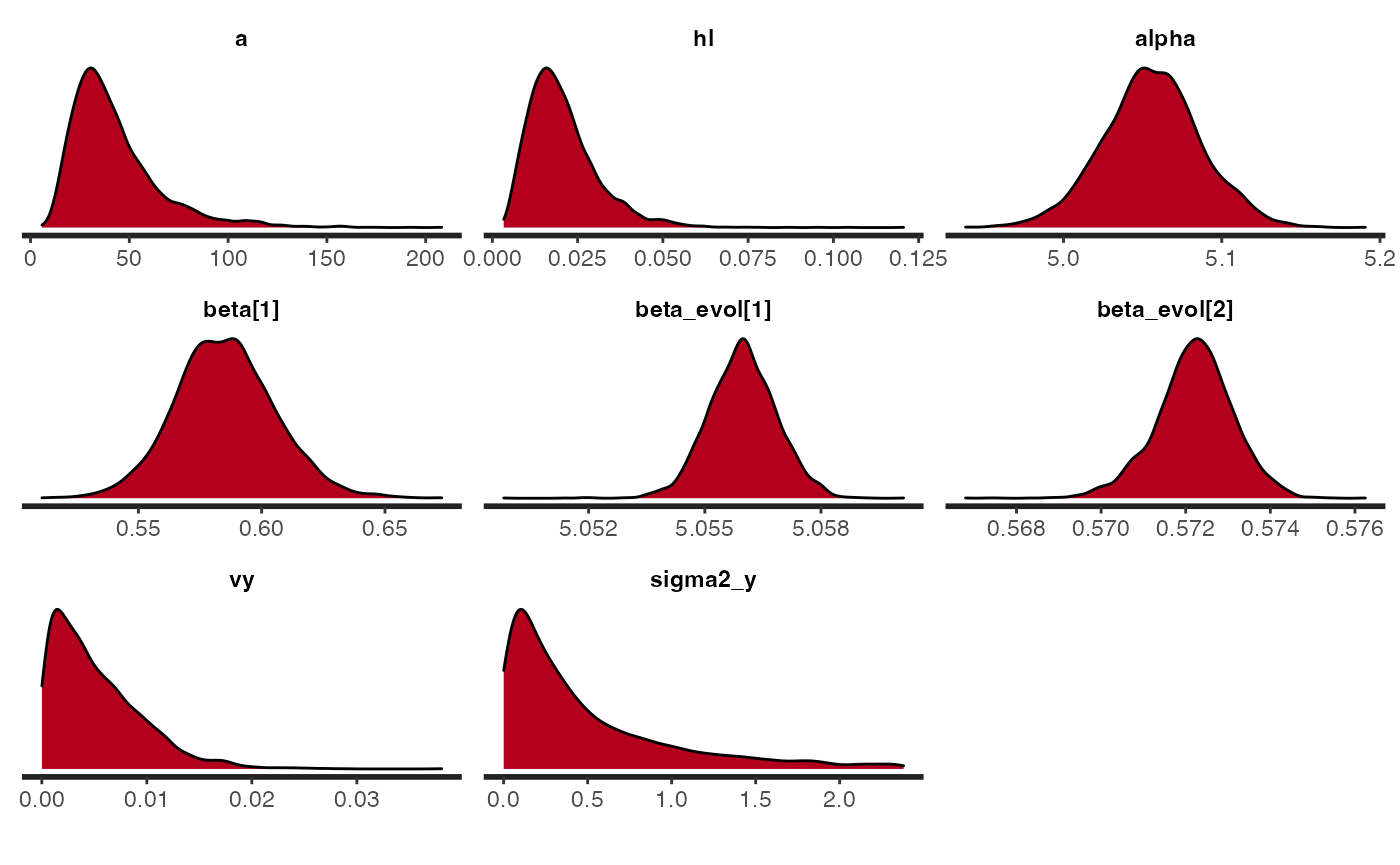 a hl alpha
0 50 100 150 200 0.000 0.025 0.050 0.075 0.100 0.125 5.0 5.1 5.2
beta[1] beta_evol[1] beta_evol[2]
0.55 0.60 0.65 5.052 5.055 5.058 0.568 0.570 0.572 0.574 0.576
vy sigma2_y
0.00 0.01 0.02 0.03 0.0 0.5 1.0 1.5 2.0